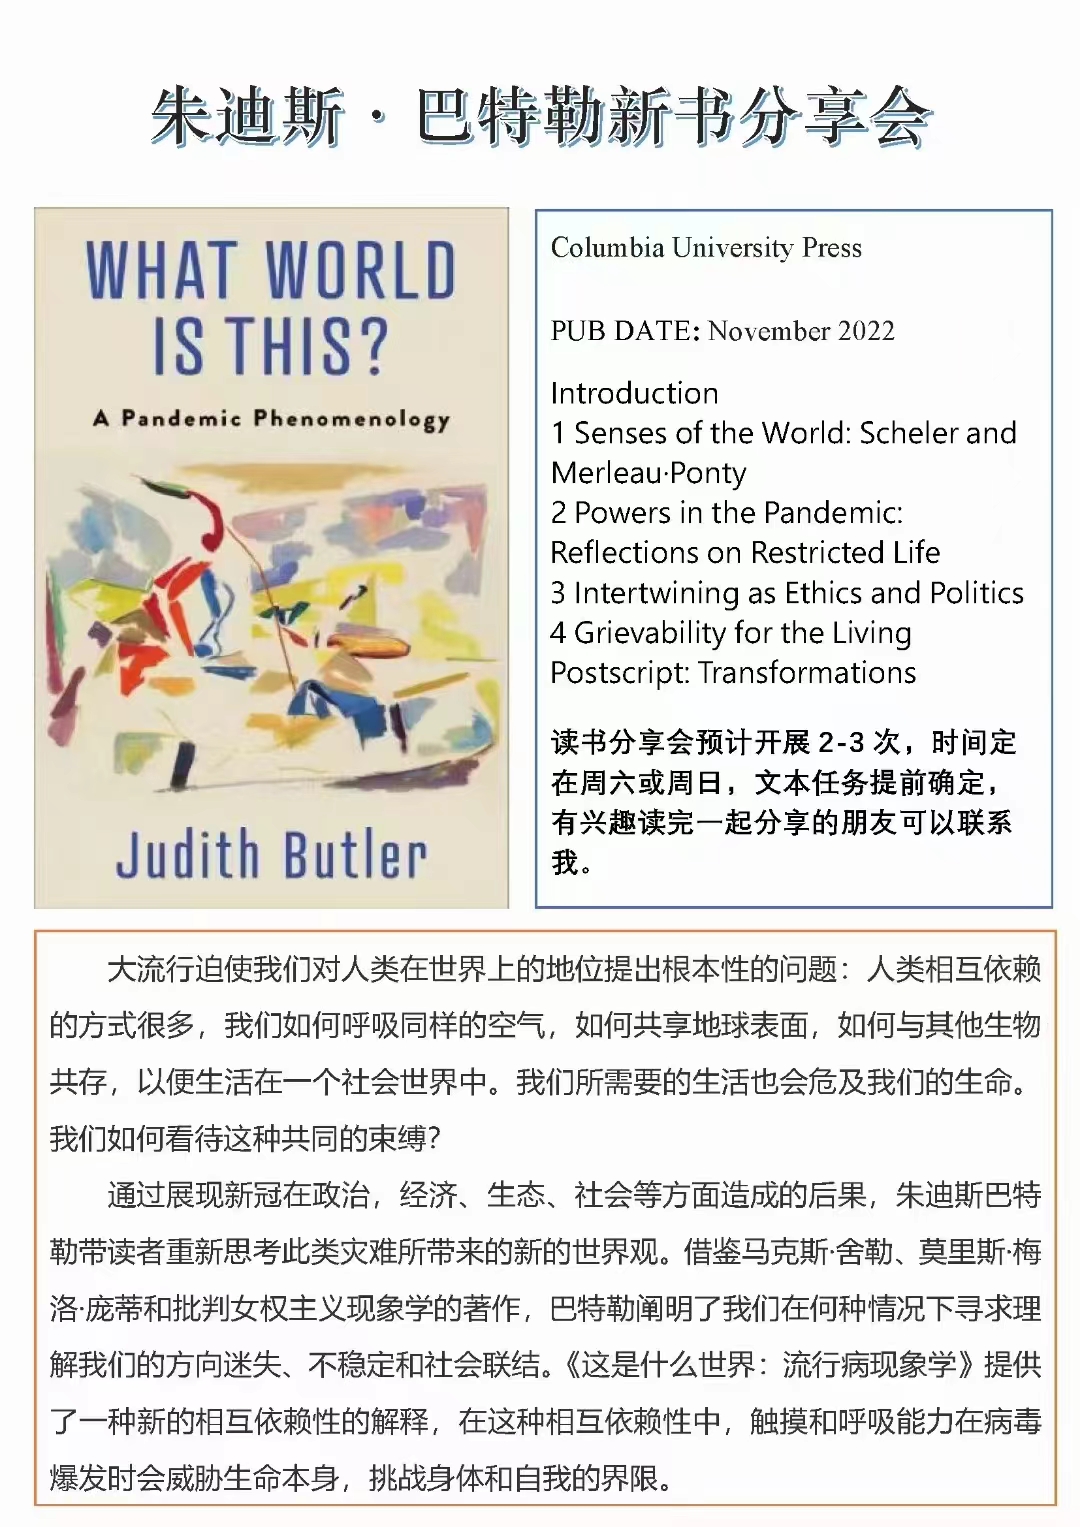 朱迪斯·巴特勒新书分享会
WHAT WORLD
IS THIS?
A Pandemic Phenomenology
Judith Butler
Columbia University Press
PUB DATE: November 2022
Introduction
1 Senses of the World: Scheler and
Merleau·Ponty
2 Powers in the Pandemic:
Reflections on Restricted Life
3 Intertwining as Ethics and Politics
4 Grievability for the Living
Postscript: Transformations
读书分享会预计开展 2-3 次，时间定
在周六或周日，文本任务提前确定，
有兴趣读完一起分享的朋友可以联系
我。
大流行迫使我们对人类在世界上的地位提出根本性的问题：人类相互依赖
的方式很多，我们如何呼吸同样的空气，如何共享地球表面，如何与其他生物
共存，以便生活在一个社会世界中。我们所需要的生活也会危及我们的生命。
我们如何看待这种共同的束缚？
通过展现新冠在政治，经济、生态、社会等方面造成的后果，朱迪斯巴特
勒带读者重新思考此类灾难所带来的新的世界观。借鉴马克斯·舍勒、莫里斯·梅
洛·庞蒂和批判女权主义现象学的著作，巴特勒阐明了我们在何种情况下寻求理
解我们的方向迷失、不稳定和社会联结。《这是什么世界：流行病现象学》提供
了一种新的相互依赖性的解释，在这种相互依赖性中，触摸和呼吸能力在病毒
爆发时会威胁生命本身，挑战身体和自我的界限。